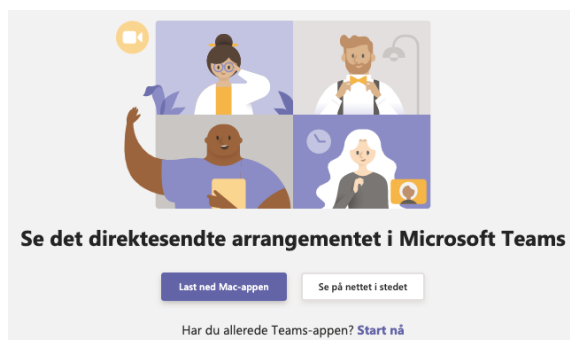 Se det direktesendte arrangementet i Microsoft Teams
Last ned Mac-appen
Se på nettet i stedet
Har du allerede Teams-appen? Start nå